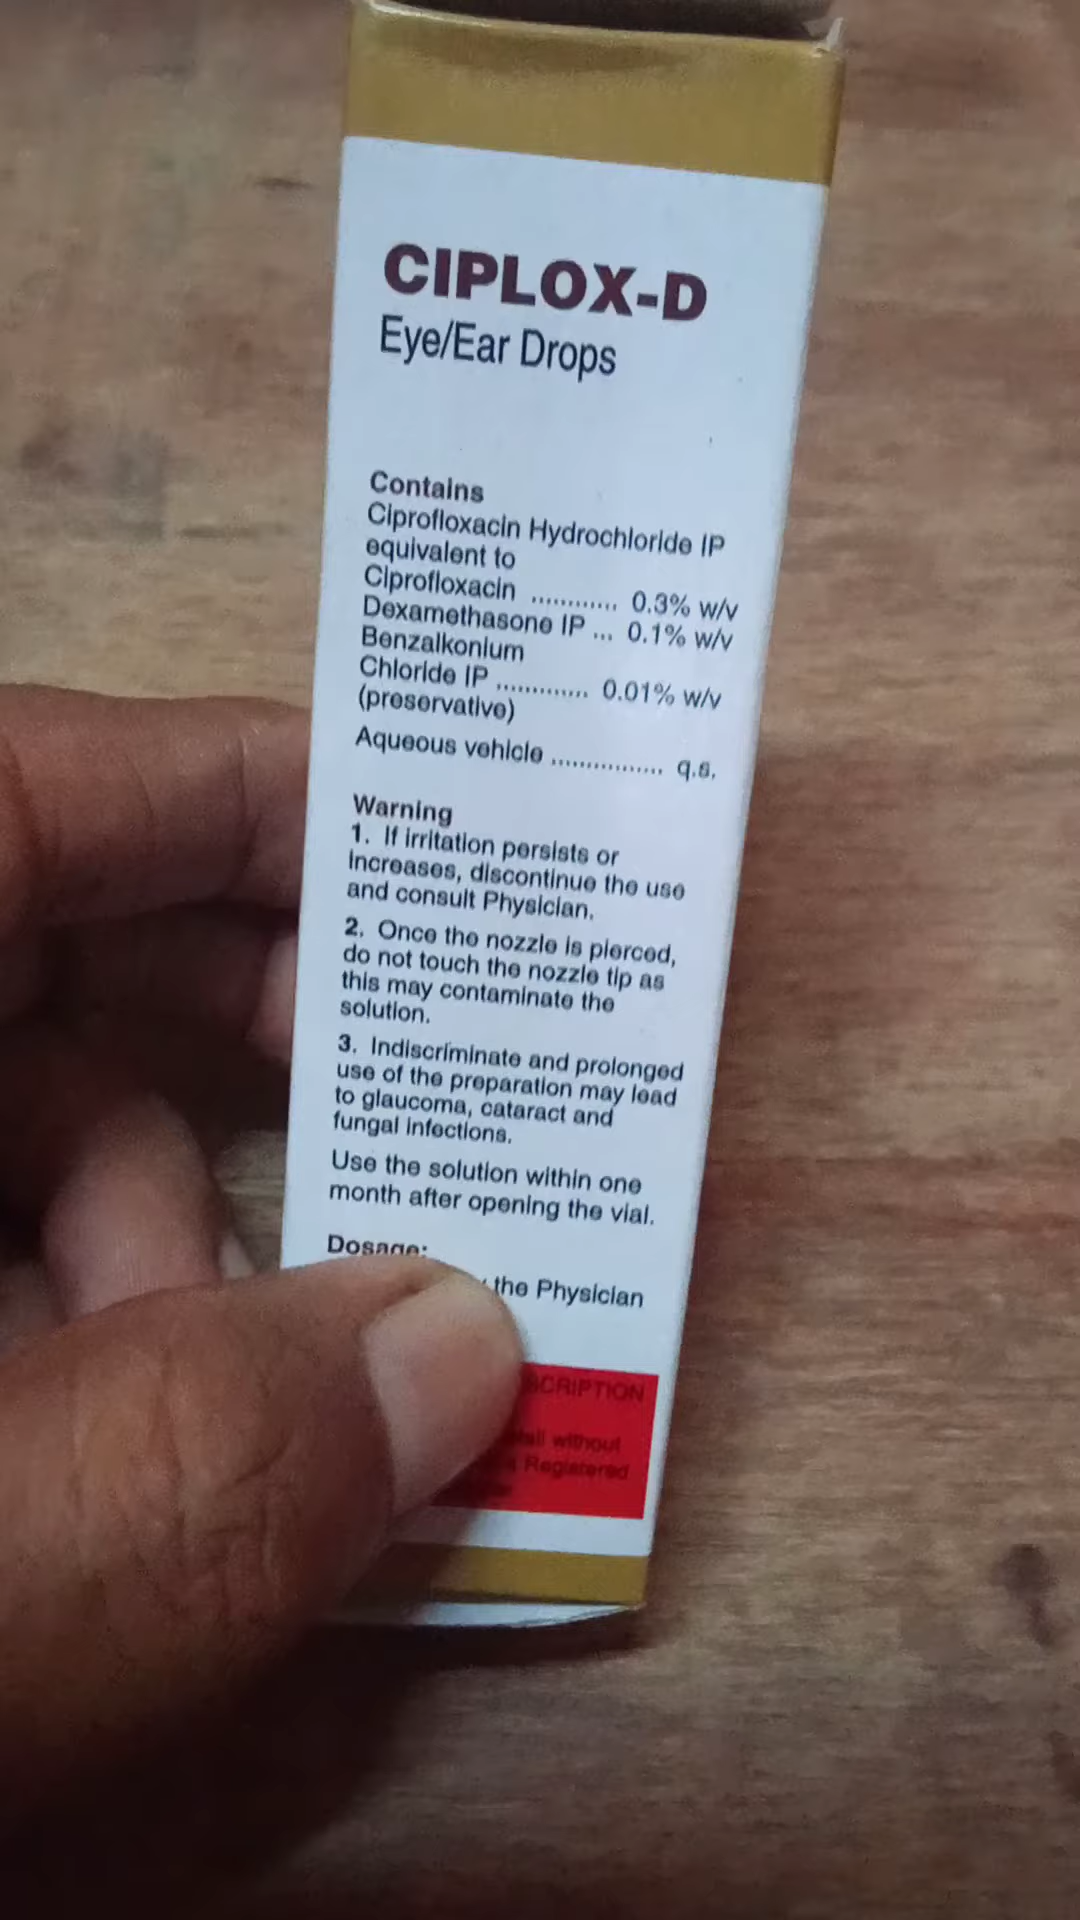 CIPLOX-D
Eye/Ear Drops
Contains
Ciprofloxacin Hydrochloride IP
equivalent to
Ciprofloxacin ............ 0.3% w/v
Dexamethasone IP ... 0.1% w/v
Benzalkonium
Chloride IP ............. 0.01% w/v
(preservative)
Aqueous vehicle ................ q.s.
Warning
1. If irritation persists or
increases, discontinue the use
and consult Physician.
2. Once the nozzle is pierced,
do not touch the nozzle tip as
this may contaminate the
solution.
3. Indiscriminate and prolonged
use of the preparation may lead
to glaucoma, cataract and
fungal infections.
Use the solution within one
month after opening the vial.
Dosage:
the Physician
without
Registered